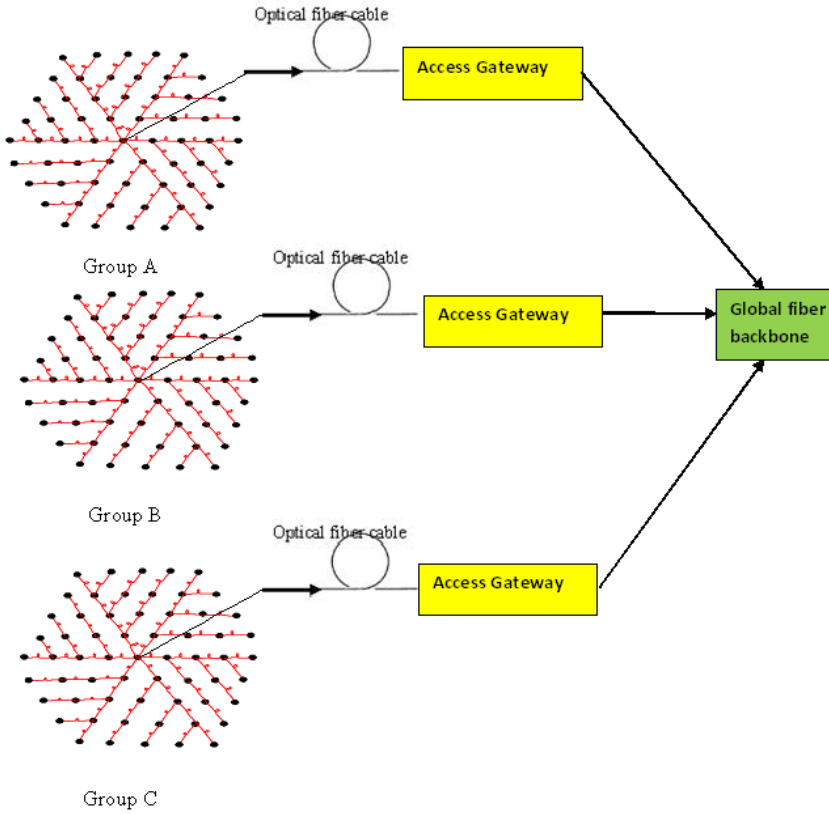 Optical fiber cable
Access Gateway
Group A
Optical fiber cable
Access Gateway
Global fiber
backbone
Group B
Optical fiber cable
Access Gateway
Group C